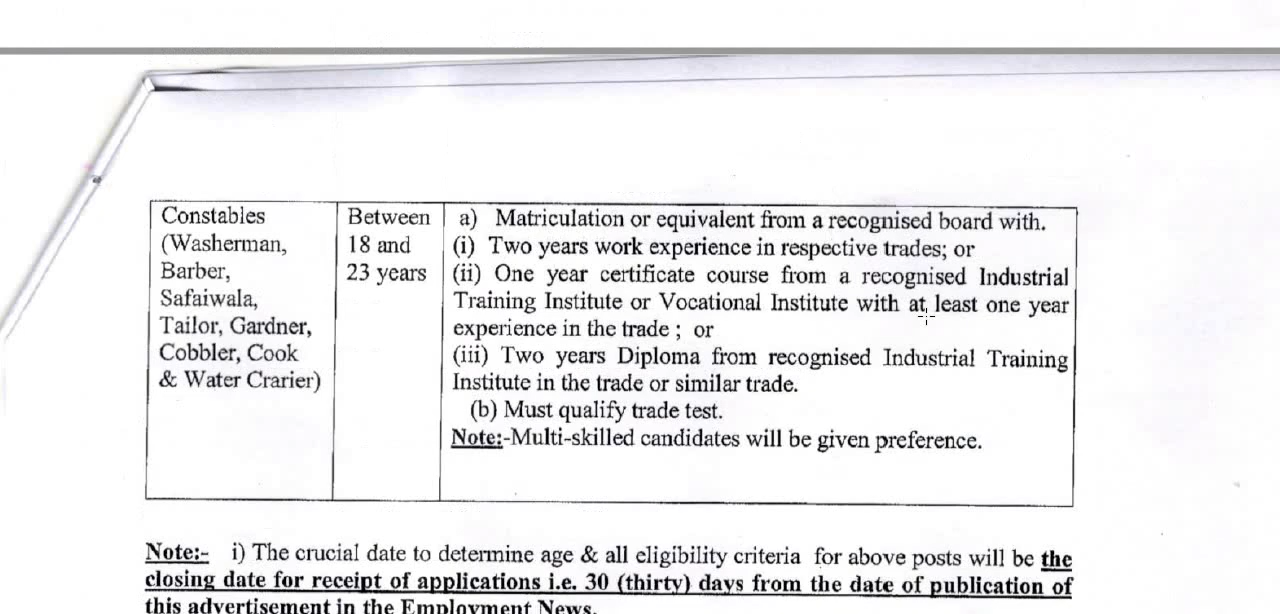 Constables
(Washerman,
Barber,
Safaiwala,
Tailor, Gardner,
Cobbler, Cook
& Water Crarier)
Between
18 and
23 years
a) Matriculation or equivalent from a recognised board with.
(i) Two years work experience in respective trades; or
(ii) One year certificate course from a recognised Industrial
Training Institute or Vocational Institute with at least one year
experience in the trade ; or
(iii) Two years Diploma from recognised Industrial Training
Institute in the trade or similar trade.
(b) Must qualify trade test.
Note:-Multi-skilled candidates will be given preference.
Note:- i) The crucial date to determine age & all eligibility criteria for above posts will be the
closing date for receipt of applications i.e. 30 (thirty) days from the date of publication of
this advertisement in the Employment News.